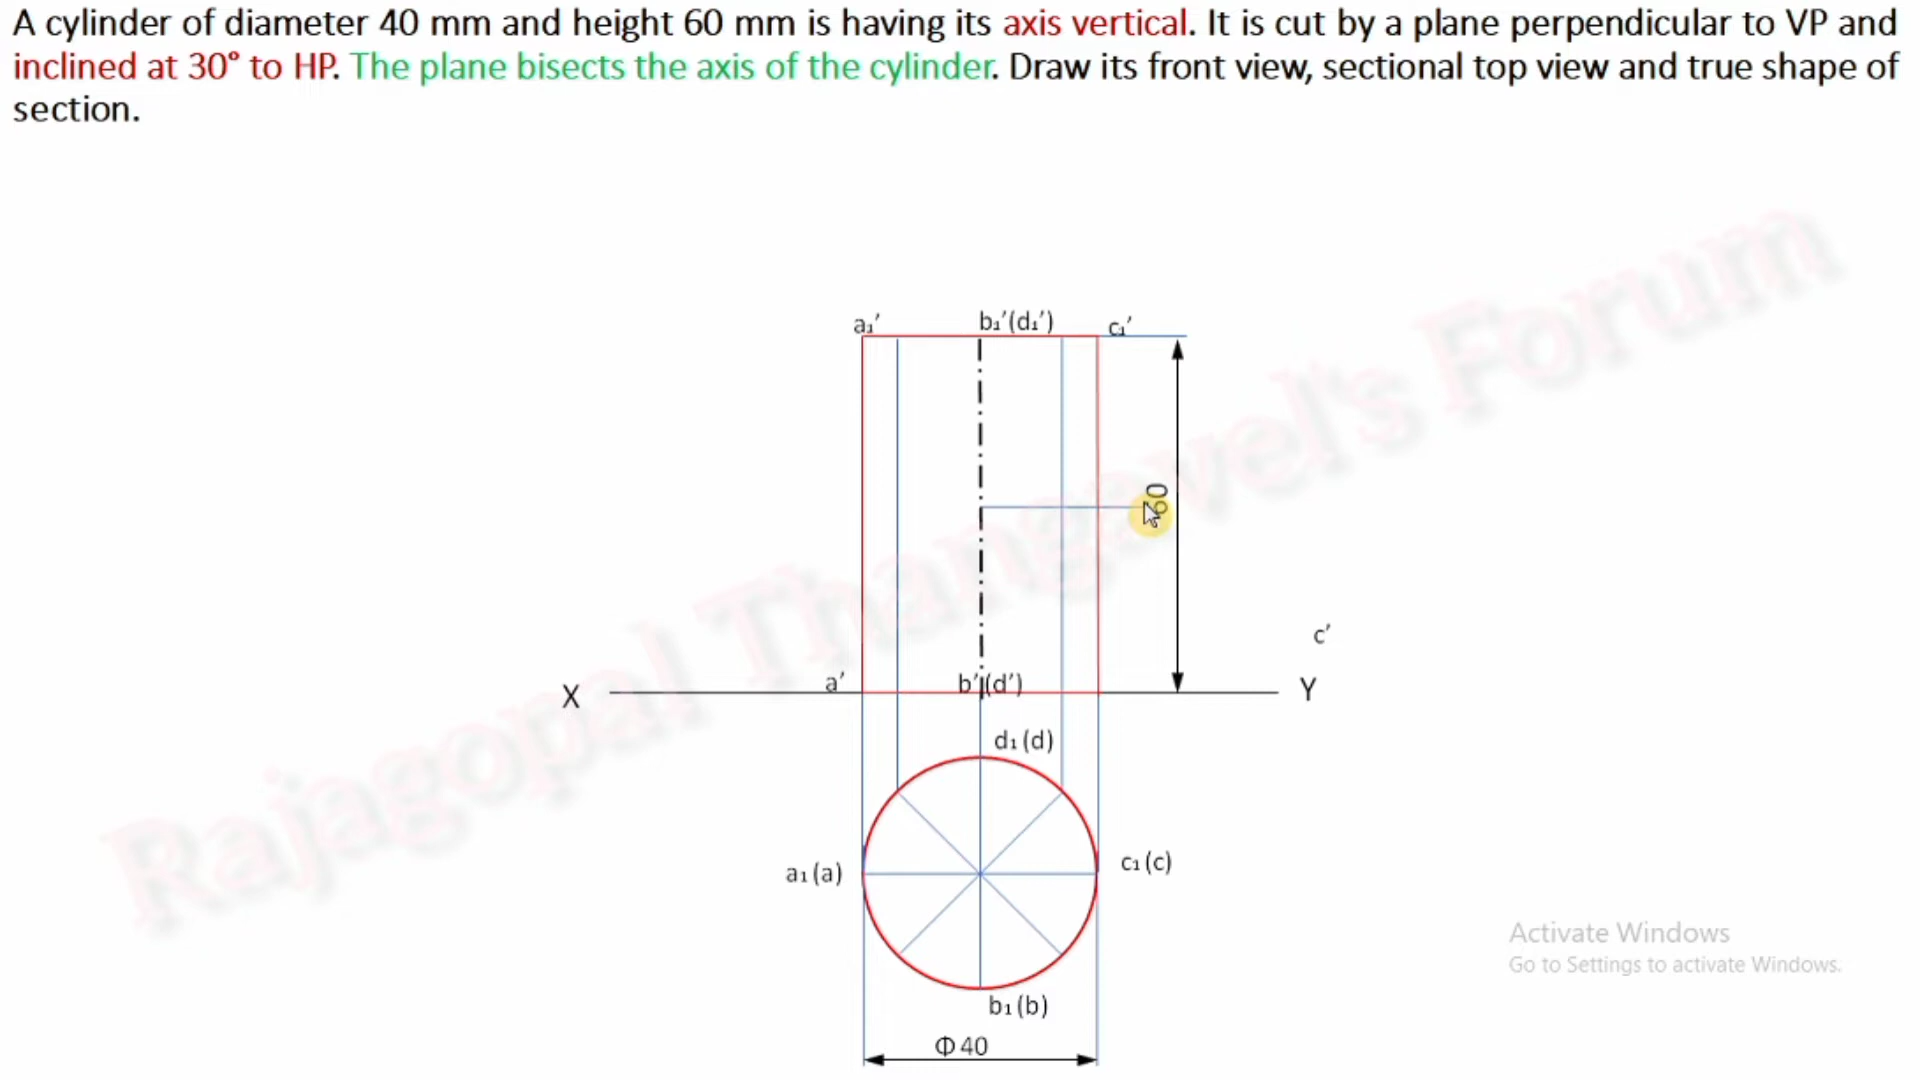 A cylinder of diameter 40 mm and height 60 mm is having its axis vertical. It is cut by a plane perpendicular to VP and
inclined at 30° to HP. The plane bisects the axis of the cylinder. Draw its front view, sectional top view and true shape of
section.
a₁′ b₁′(d₁′) c₁′
60
c′
X a′ b′(d′) Y
d₁(d)
a₁(a) c₁(c)
b₁(b)
Φ40
Rajagopal Thangavel's Forum
Activate Windows
Go to Settings to activate Windows.